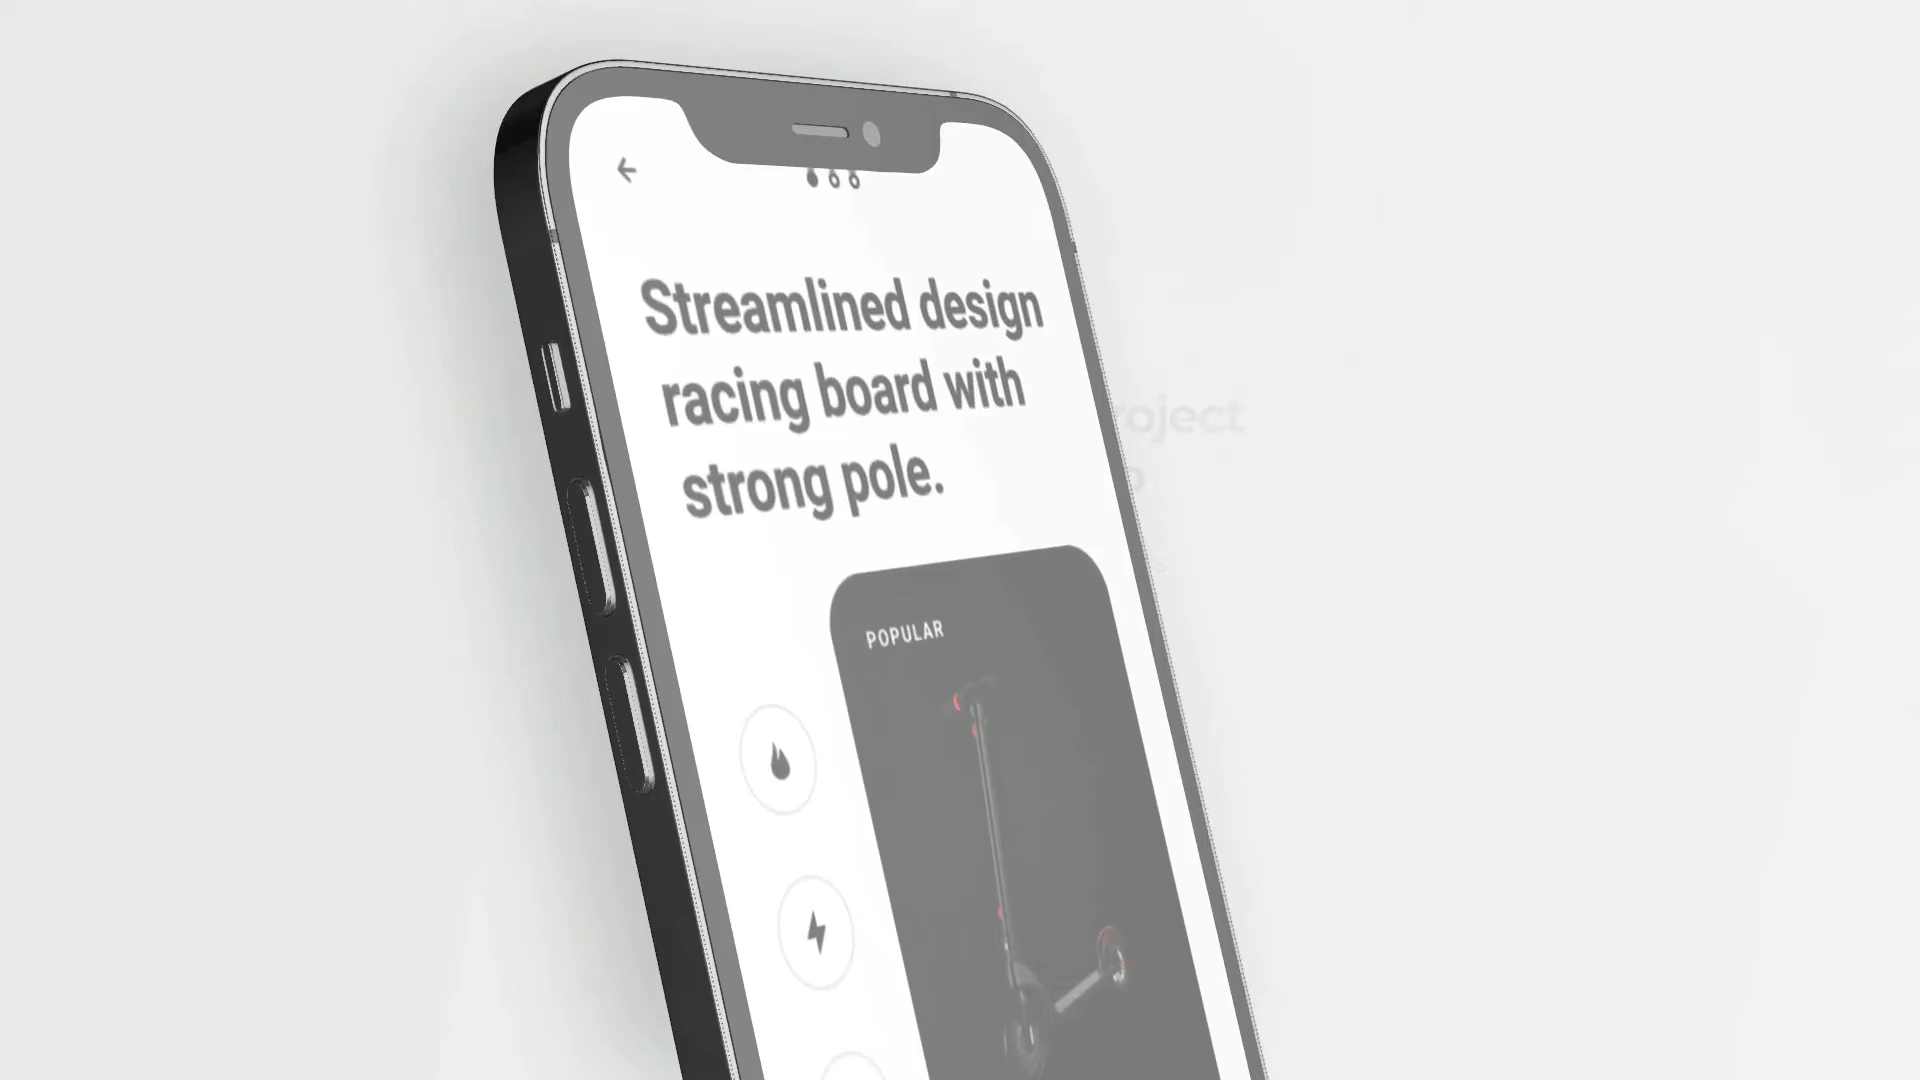 Streamlined design
racing board with
strong pole.
POPULAR